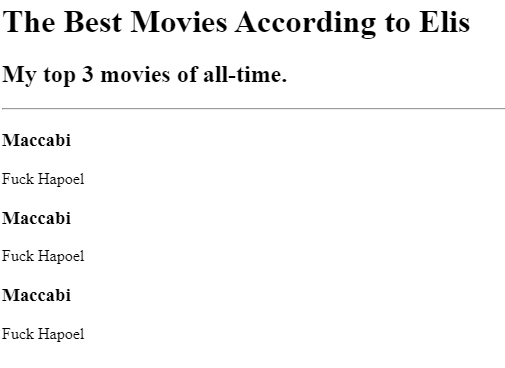 The Best Movies According to Elis
My top 3 movies of all-time.
Maccabi
Fuck Hapoel
Maccabi
Fuck Hapoel
Maccabi
Fuck Hapoel